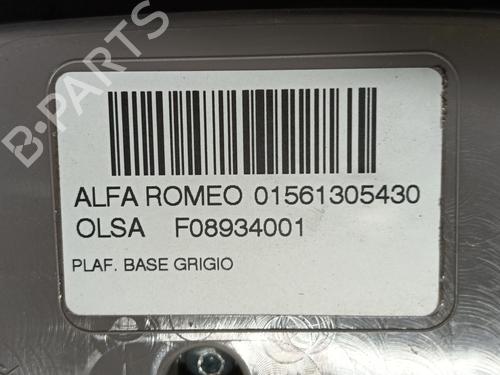 ALFA ROMEO 01561305430
OLSA F08934001
PLAF. BASE GRIGIO
B-PARTS